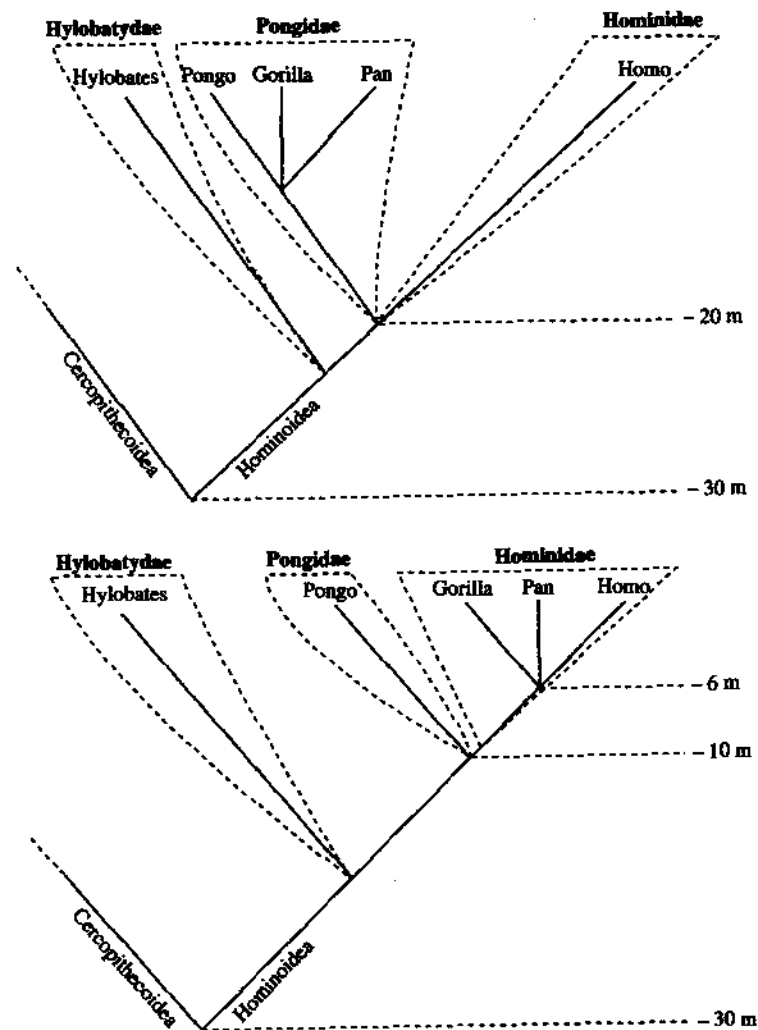 Hylobatydae Pongidae Hominidae
Hylobates Pongo Gorilla Pan Homo
- 20 m
Cercopithecoidea
Hominoidea
- 30 m
Hylobatydae Pongidae Hominidae
Hylobates Pongo Gorilla Pan Homo
- 6 m
- 10 m
Cercopithecoidea
Hominoidea
- 30 m